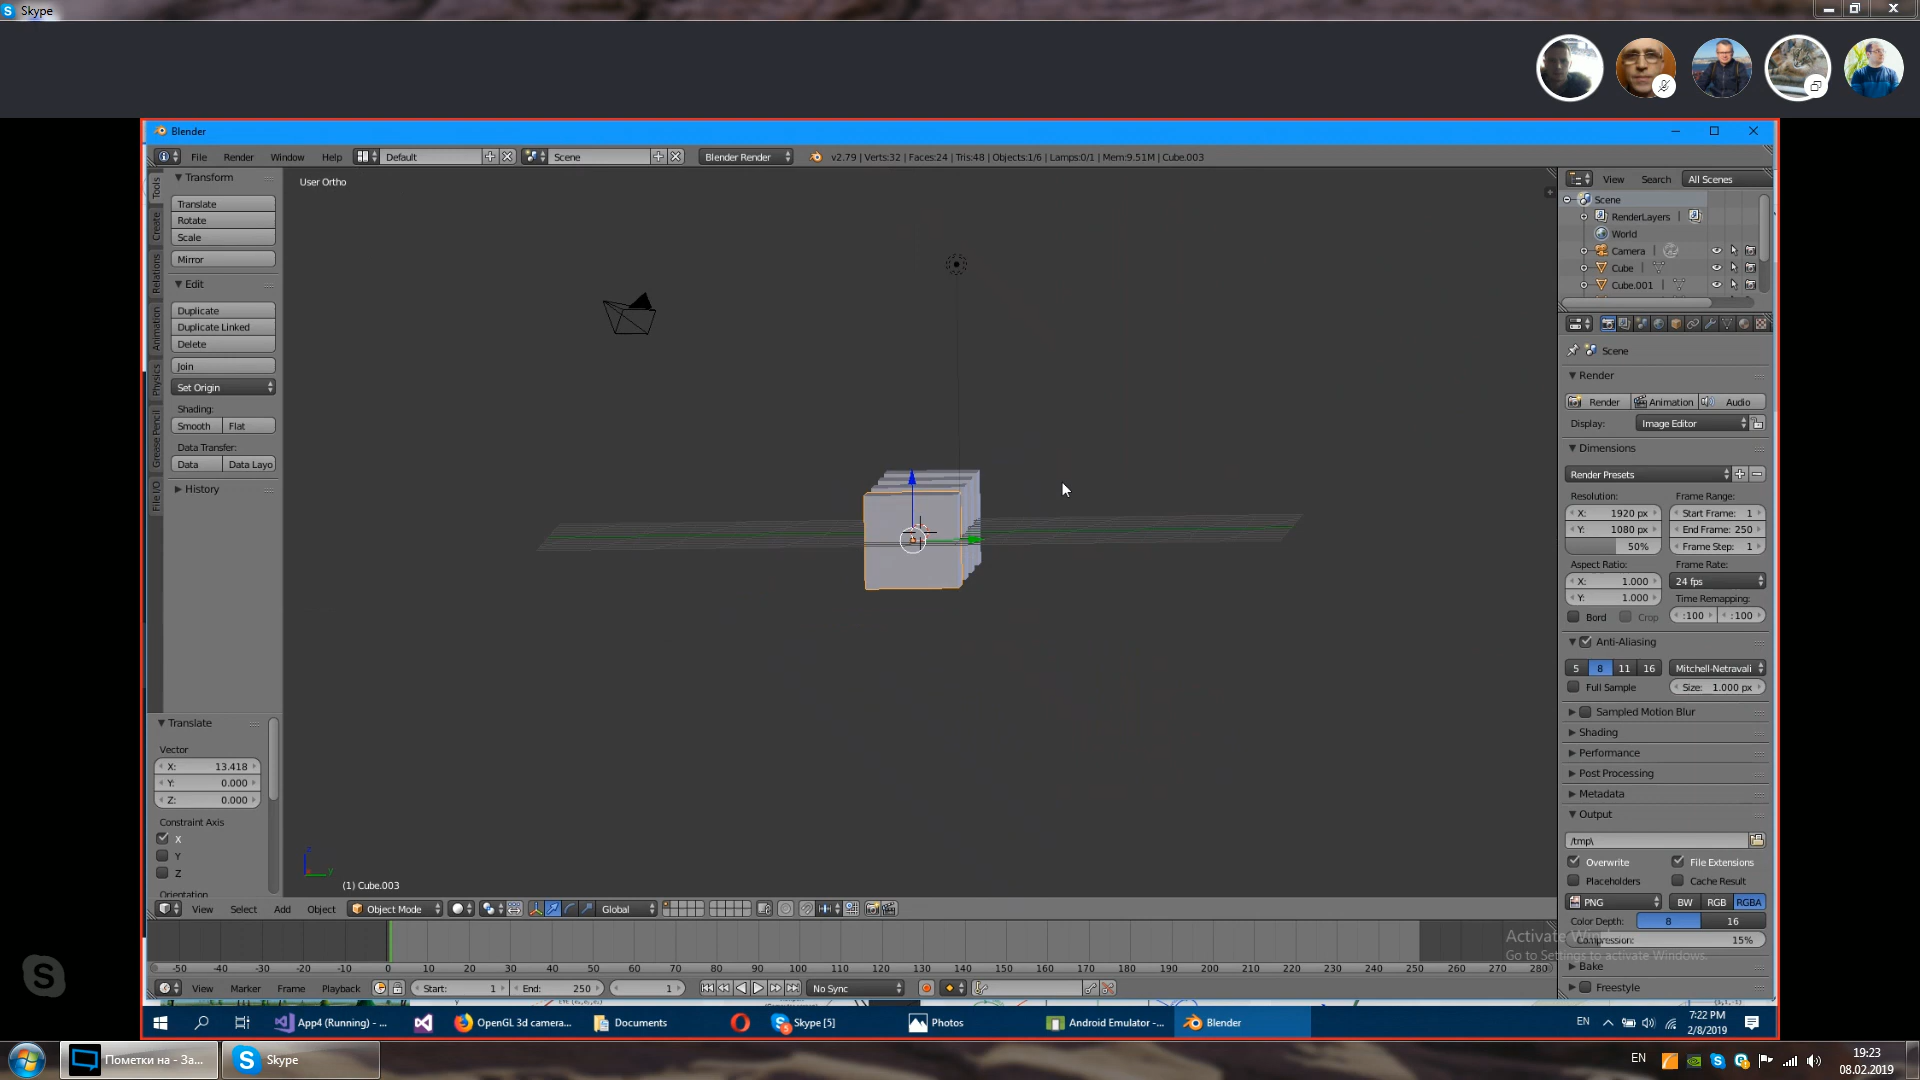 Skype
Blender
File Render Window Help Default Scene Blender Render v2.79 | Verts:32 | Faces:24 | Tris:48 | Objects:1/6 | Lamps:0/1 | Mem:9.51M | Cube.003
Tools
Create
Relations
Animation
Physics
Grease Pencil
File I/O
Transform
Translate
Rotate
Scale
Mirror
Edit
Duplicate
Duplicate Linked
Delete
Join
Set Origin
Shading:
Smooth Flat
Data Transfer:
Data Data Layo
History
Translate
Vector
X: 13.418
Y: 0.000
Z: 0.000
Constraint Axis
X
Y
Z
Orientation
User Ortho
z
y
(1) Cube.003
View Select Add Object Object Mode Global
-50 -40 -30 -20 -10 0 10 20 30 40 50 60 70 80 90 100 110 120 130 140 150 160 170 180 190 200 210 220 230 240 250 260 270 280
View Marker Frame Playback Start: 1 End: 250 1 No Sync
View Search All Scenes
Scene
RenderLayers |
World
Camera |
Cube |
Cube.001 |
Scene
Render
Render Animation Audio
Display: Image Editor
Dimensions
Render Presets
Resolution: Frame Range:
X: 1920 px Start Frame: 1
Y: 1080 px End Frame: 250
50% Frame Step: 1
Aspect Ratio: Frame Rate:
X: 1.000 24 fps
Y: 1.000 Time Remapping:
Bord Crop :100 :100
Anti-Aliasing
5 8 11 16 Mitchell-Netravali
Full Sample Size: 1.000 px
Sampled Motion Blur
Shading
Performance
Post Processing
Metadata
Output
/tmp\
Overwrite File Extensions
Placeholders Cache Result
PNG BW RGB RGBA
Color Depth: 8 16
Compression: 15%
Activate Win
Go to Settings to activate Windows.
Bake
Freestyle
App4 (Running) - ... OpenGL 3d camera... Documents Skype [5] Photos Android Emulator -... Blender EN 7:22 PM
2/8/2019
Пометки на - За... Skype EN 19:23
08.02.2019